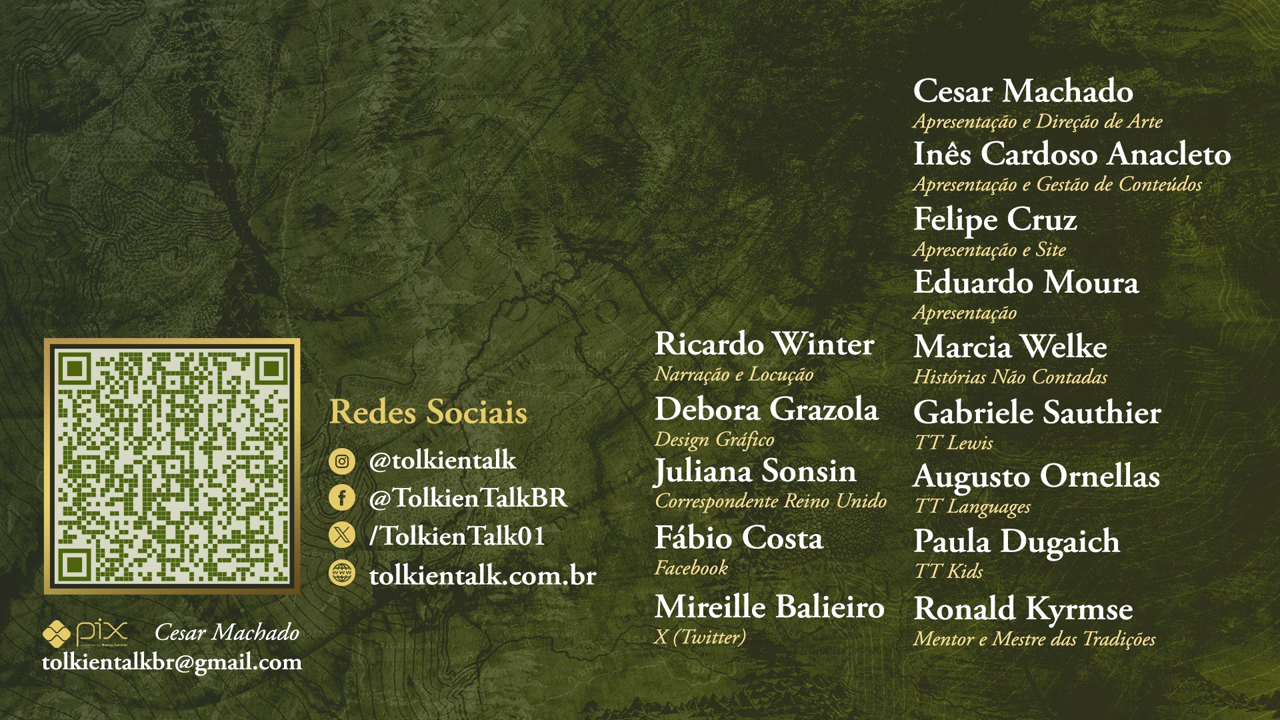 Cesar Machado
Apresentação e Direção de Arte
Inês Cardoso Anacleto
Apresentação e Gestão de Conteúdos
Felipe Cruz
Apresentação e Site
Eduardo Moura
Apresentação
Marcia Welke
Histórias Não Contadas
Gabriele Sauthier
TT Lewis
Augusto Ornellas
TT Languages
Paula Dugaich
TT Kids
Ronald Kyrmse
Mentor e Mestre das Tradições
Ricardo Winter
Narração e Locução
Debora Grazola
Design Gráfico
Juliana Sonsin
Correspondente Reino Unido
Fábio Costa
Facebook
Mireille Balieiro
X (Twitter)
Redes Sociais
@tolkientalk
@TolkienTalkBR
/TolkienTalk01
tolkientalk.com.br
pix
Cesar Machado
tolkientalkbr@gmail.com